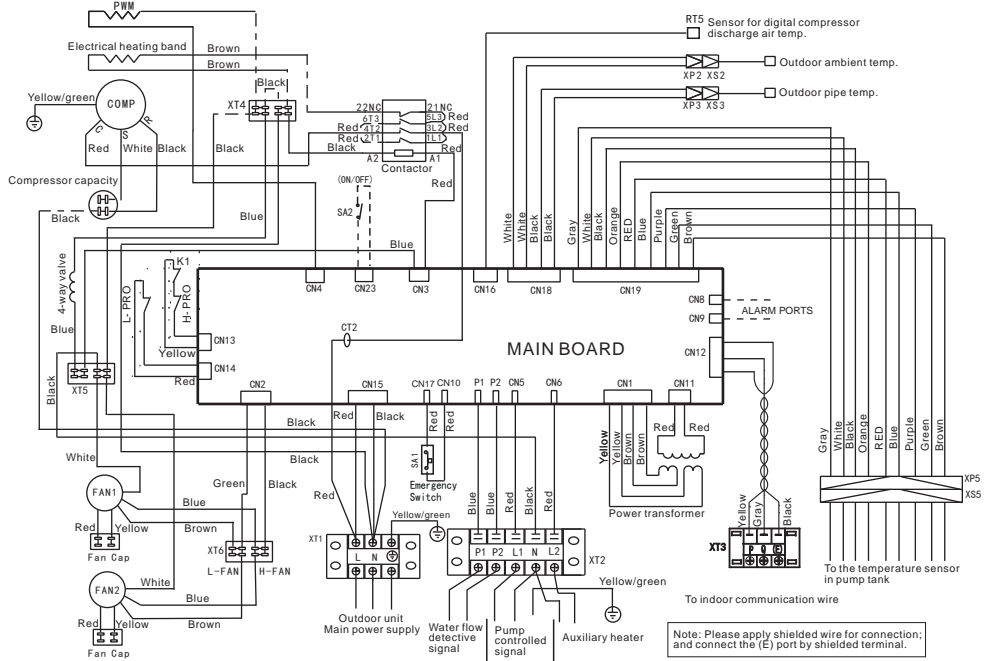 PWM
Electrical heating band
Brown
Brown
Black
Yellow/green
COMP
C
S
R
Red
White
Black
XT4
Black
22NC
21NC
6T3
5L3
Red
Red
4T2
3L2
Red
Red
2T1
1L1
Black
Red
A2
A1
Contactor
Red
RT5
Sensor for digital compressor
discharge air temp.
Outdoor ambient temp.
XP2 XS2
Outdoor pipe temp.
XP3 XS3
Compressor capacity
Black
Blue
(ON/OFF)
SA2
Blue
White
White
Black
Black
Gray
White
Black
Orange
RED
Blue
Purple
Green
Brown
4-way valve
Blue
L-PRO
K1
H-PRO
CN4
CN23
CN3
CN16
CN18
CN19
CN8
CN9
ALARM PORTS
CN12
CN13
Yellow
CN14
Red
CT2
MAIN BOARD
XT5
Black
CN2
CN15
CN17
CN10
P1
P2
CN5
CN6
CN1
CN11
Red
Black
Black
Black
Red
Red
Red
SA1
Emergency
Switch
Yellow
Yellow
Brown
Brown
Red
Red
Power transformer
Gray
White
Black
Orange
RED
Blue
Purple
Green
Brown
XP5
XS5
White
FAN1
Blue
Brown
Red
Yellow
Fan Cap
Green
Black
Red
XT6
L-FAN
H-FAN
FAN2
White
Blue
Brown
Red
Yellow
Fan Cap
Yellow/green
XT1
L
N
Outdoor unit
Main power supply
Blue
Blue
Red
Black
Red
P1
P2
L1
N
L2
XT2
Yellow/green
Water flow
detective
signal
Pump
controlled
signal
Auxiliary heater
Yellow
Gray
Black
XT3
P
Q
(E)
To the temperature sensor
in pump tank
To indoor communication wire
Note: Please apply shielded wire for connection;
and connect the (E) port by shielded terminal.